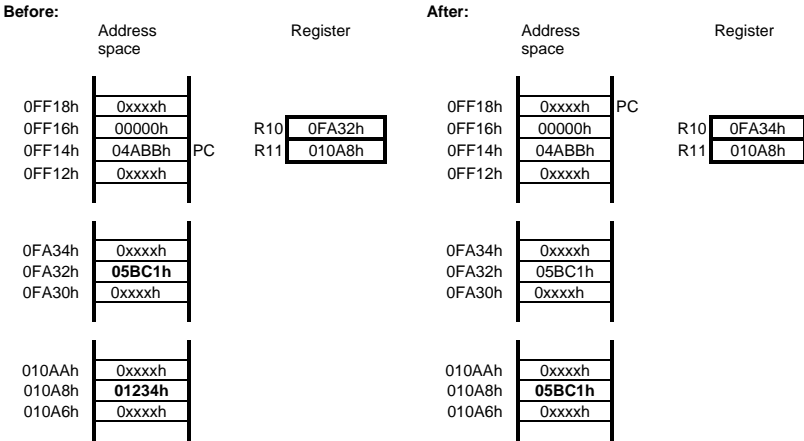 Before: After:
Address space Register Address space Register
0FF18h 0xxxxh 0FF18h 0xxxxh PC
0FF16h 00000h R10 0FA32h 0FF16h 00000h R10 0FA34h
0FF14h 04ABBh PC R11 010A8h 0FF14h 04ABBh R11 010A8h
0FF12h 0xxxxh 0FF12h 0xxxxh
0FA34h 0xxxxh 0FA34h 0xxxxh
0FA32h 05BC1h 0FA32h 05BC1h
0FA30h 0xxxxh 0FA30h 0xxxxh
010AAh 0xxxxh 010AAh 0xxxxh
010A8h 01234h 010A8h 05BC1h
010A6h 0xxxxh 010A6h 0xxxxh